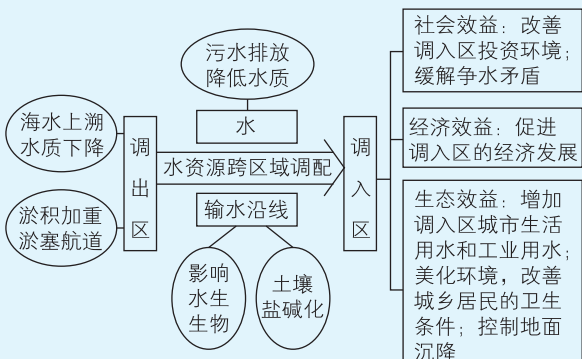 海水上溯
水质下降
淤积加重
淤塞航道
调
出
区
污水排放
降低水质
水
水资源跨区域调配
输水沿线
影响
水生
生物
土壤
盐碱化
调
入
区
社会效益：改善
调入区投资环境；
缓解争水矛盾
经济效益：促进
调入区的经济发展
生态效益：增加
调入区城市生活
用水和工业用水；
美化环境，改善
城乡居民的卫生
条件；控制地面
沉降